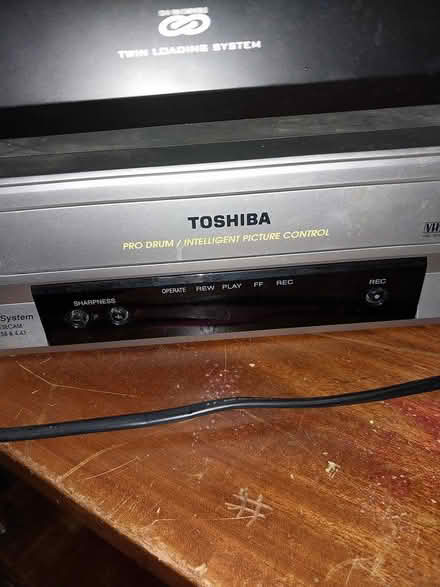 TWIN LOADING SYSTEM
TOSHIBA
PRO DRUM / INTELLIGENT PICTURE CONTROL
SHARPNESS
OPERATE REW PLAY FF REC
REC
System